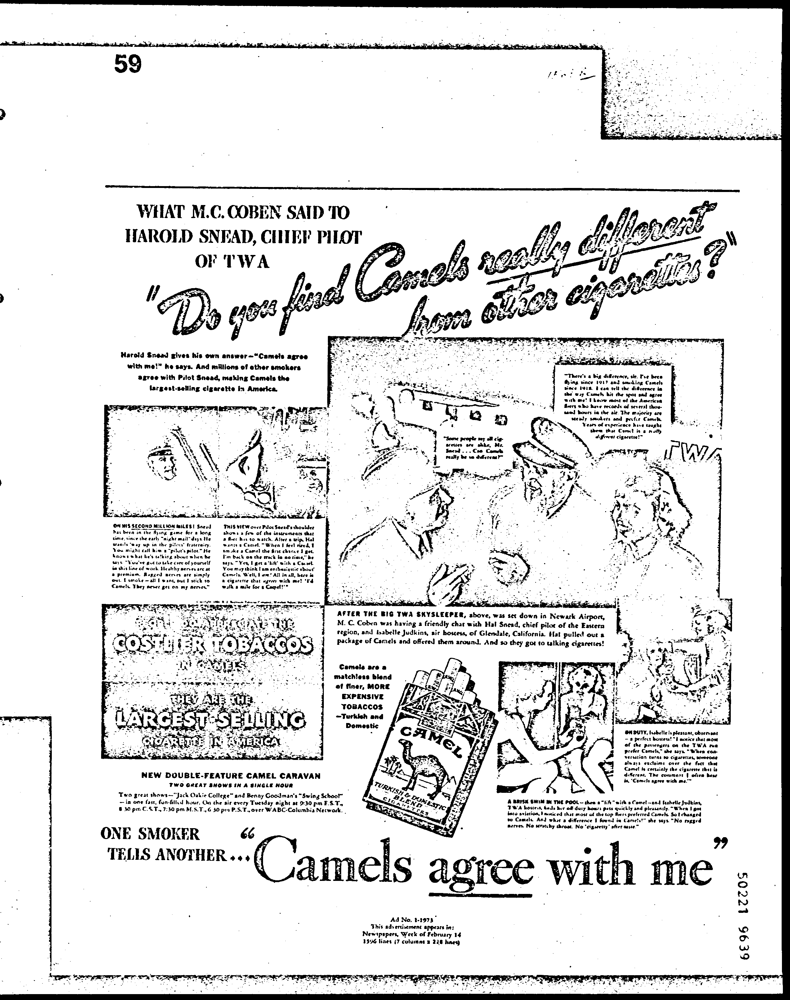 59
WHAT M.C. COBEN SAID TO
HAROLD SNEAD, CHIEF PILOT
OF TWA
"Do you find Camels really different
from other cigarettes?"
Harold Snead gives his own answer—"Camels agree
with me!" he says. And millions of other smokers
agree with Pilot Snead, making Camels the
largest-selling cigarette in America.
"There's a big difference, sir. I've been
flying since 1917 and smoking Camels
since 1918. I can tell the difference in
the way Camels hit the spot and agree
with me! I know most of the American
fliers who have records of several thou-
sand hours in the air. The majority are
steady smokers and prefer Camels.
Years of experience have taught
them that Camel is a really
different cigarette!"
"Some people say all cig-
arettes are alike, Mr.
Snead . . . Can Camels
really be so different?"
TWA
ON HIS SECOND MILLION MILES! Snead
has been in the flying game for a long
time, since the early "night mail" days. He
stands 'way up in the pilots' fraternity.
You might call him a "pilot's pilot." He
knows what he's talking about when he
says: "You've got to take care of yourself
in this line of work. Healthy nerves are at
a premium. Ragged nerves are simply
out. I smoke—all I want, but I stick to
Camels. They never get on my nerves."
THIS VIEW over Pilot Snead's shoulder
shows a few of the instruments that
a flier has to watch. After a trip, Hal
wants a Camel. "When I feel tired, I
smoke a Camel the first chance I get.
I'm back on the track in no time," he
says. "Yes, I get a 'lift' with a Camel.
You may think I am enthusiastic about
Camels. Well, I am! All in all, here is
a cigarette that agrees with me! 'I'd
walk a mile for a Camel!'"
AFTER THE BIG TWA SKYSLEEPER, above, was set down in Newark Airport,
M. C. Coben was having a friendly chat with Hal Snead, chief pilot of the Eastern
region, and Isabelle Judkins, air hostess, of Glendale, California. Hal pulled out a
package of Camels and offered them around. And so they got to talking cigarettes!
COSTLIER TOBACCOS
IN CAMELS
THEY ARE THE
LARGEST-SELLING
CIGARETTE IN AMERICA
Camels are a
matchless blend
of finer, MORE
EXPENSIVE
TOBACCOS
—Turkish and
Domestic
CAMEL
TURKISH & DOMESTIC
BLEND
CIGARETTES
ON DUTY, Isabelle is pleasant, observant
—a perfect hostess! "I notice that most
of the passengers on the TWA run
prefer Camels," she says. "When con-
versation turns to cigarettes, someone
always exclaims over the fact that
Camel is certainly the cigarette that is
different. The comment I often hear
is, 'Camels agree with me.'"
A BRISK SWIM IN THE POOL—then a "lift" with a Camel—and Isabelle Judkins,
TWA hostess, finds her off duty hours pass quickly and pleasantly. "When I got
into aviation, I noticed that most of the top fliers preferred Camels. So I changed
to Camels. And what a difference I found in Camels!" she says. "No ragged
nerves. No scratchy throat. No 'cigaretty' after-taste."
NEW DOUBLE-FEATURE CAMEL CARAVAN
TWO GREAT SHOWS IN A SINGLE HOUR
Two great shows—"Jack Oakie College" and Benny Goodman's "Swing School"
—in one fast, fun-filled hour. On the air every Tuesday night at 9:30 pm E.S.T.,
8:30 pm C.S.T., 7:30 pm M.S.T., 6:30 pm P.S.T., over WABC-Columbia Network.
ONE SMOKER
TELLS ANOTHER...
"Camels agree with me"
Ad No. 1-1973
This advertisement appears in:
Newspapers, Week of February 14
1596 lines (7 columns x 228 lines)
50221 9639